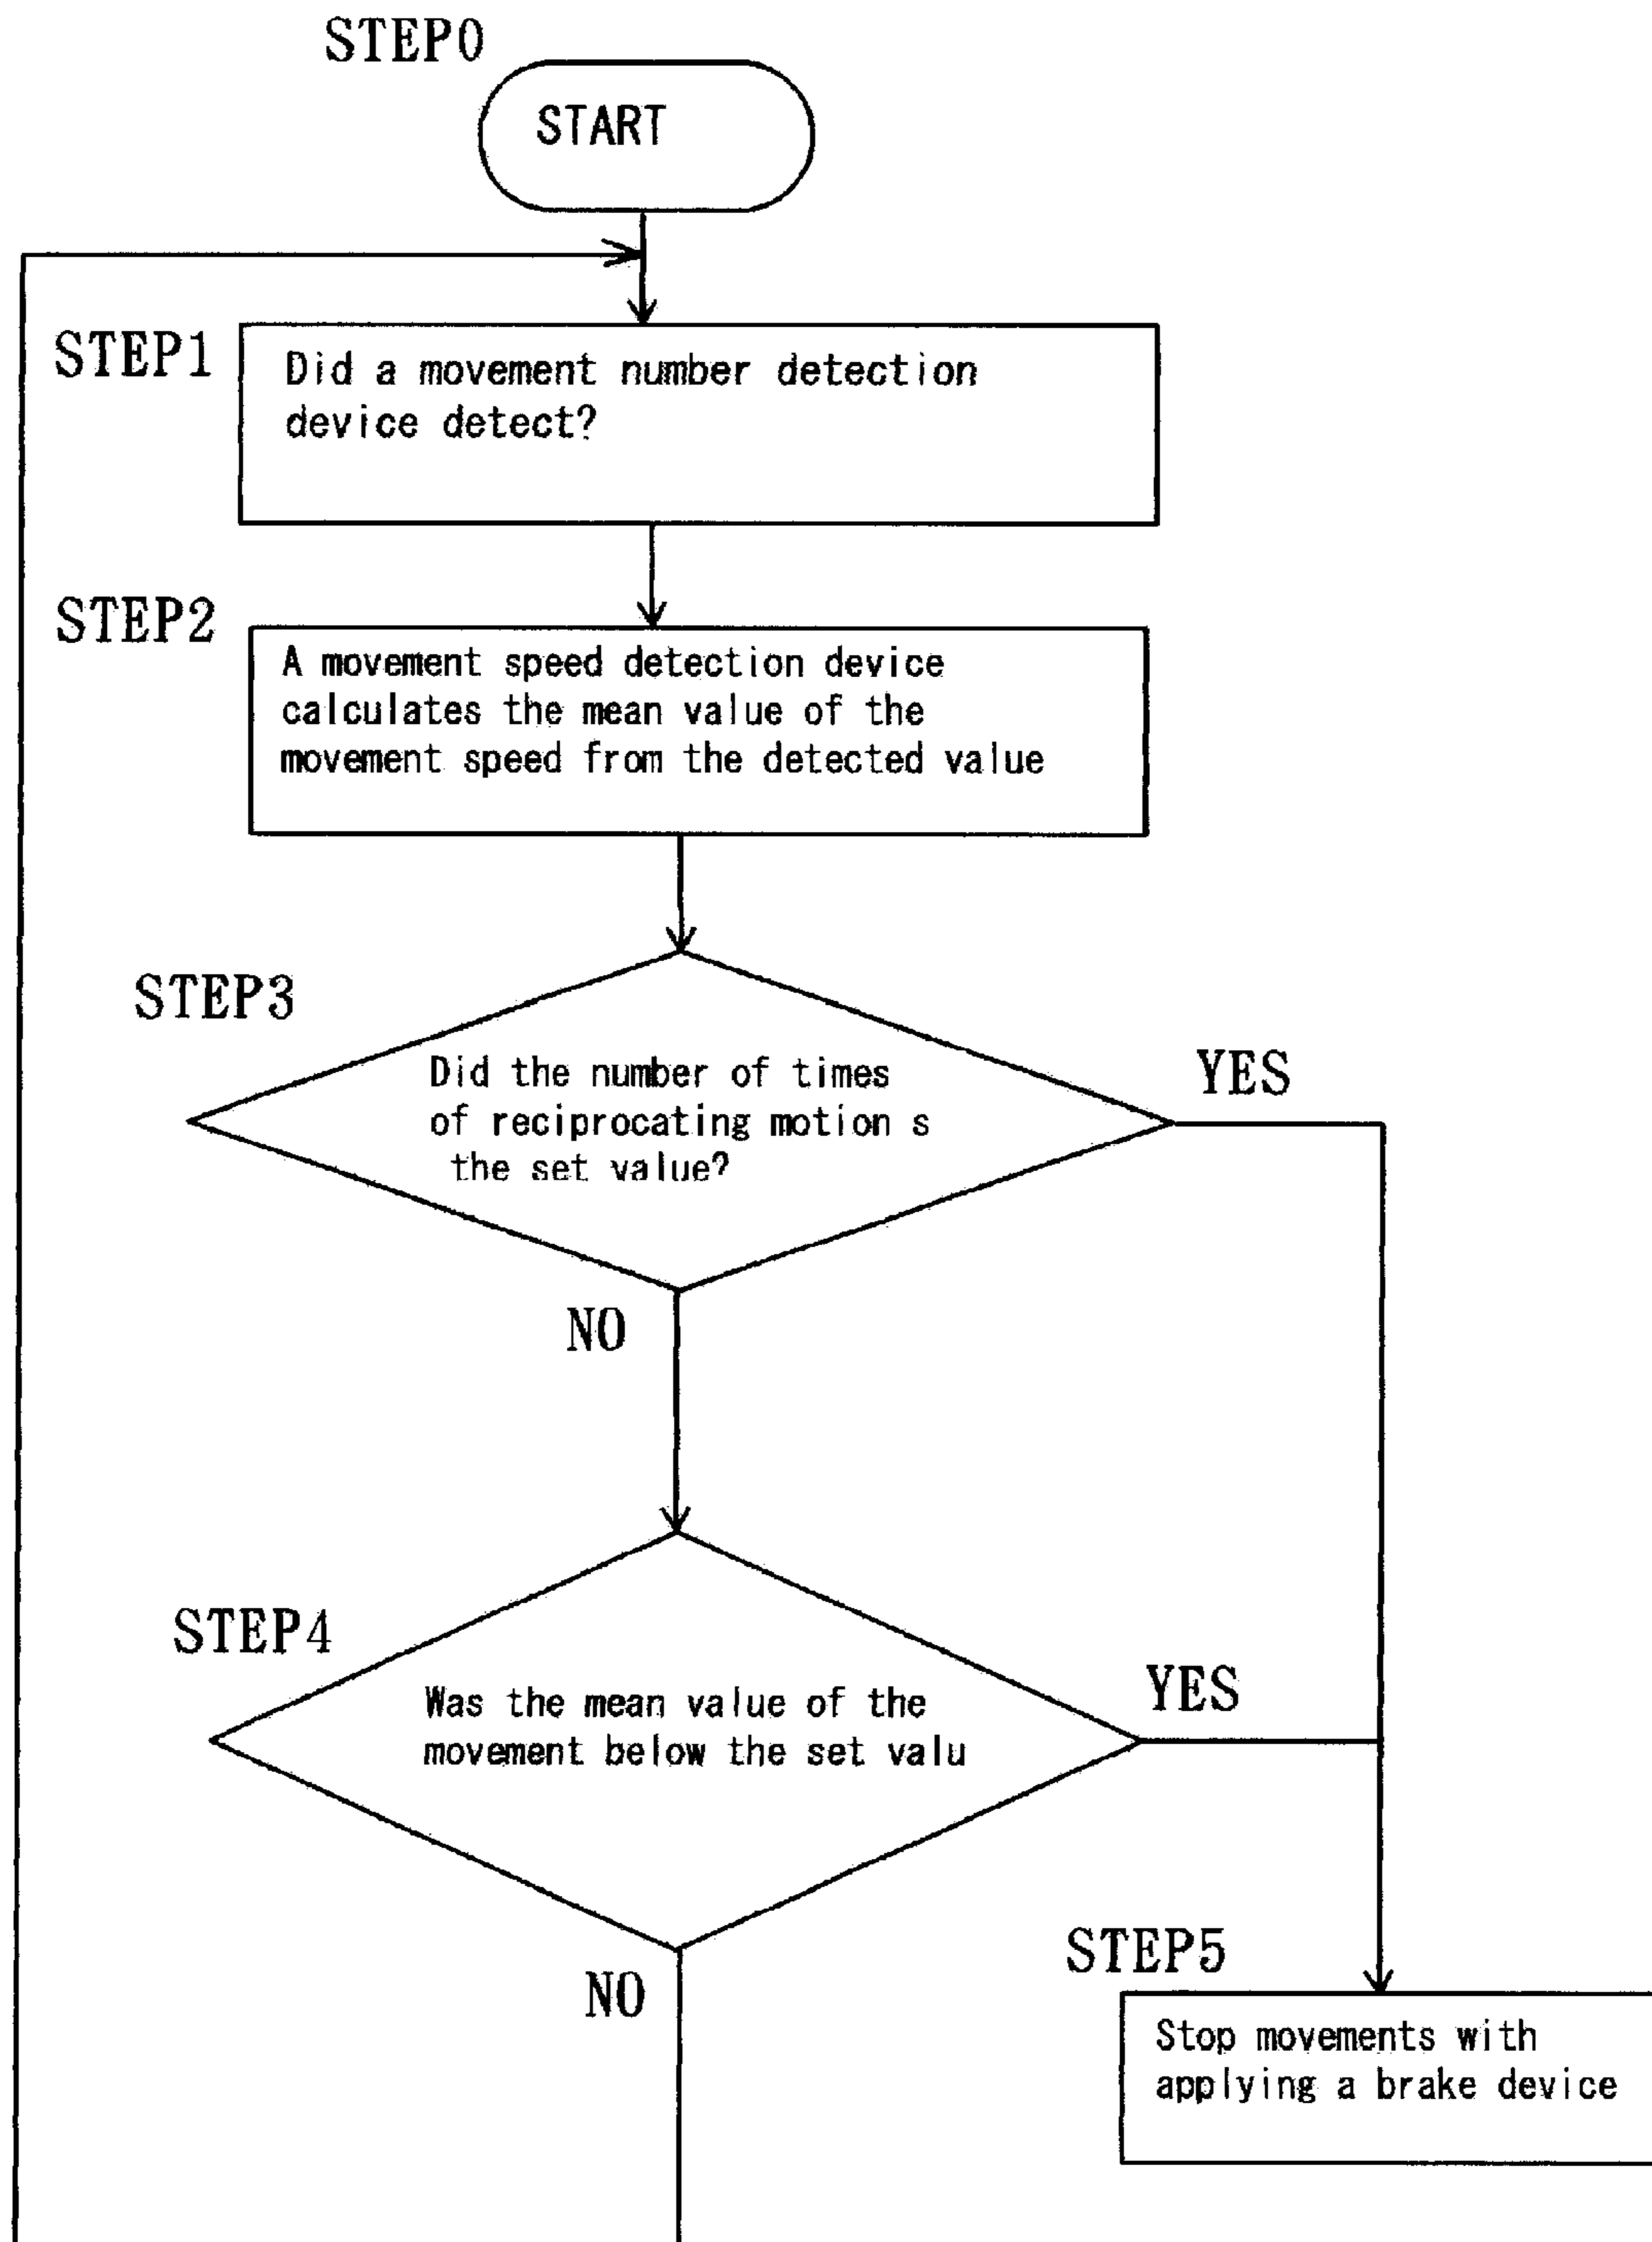 STEP0
START
STEP1
Did a movement number detection
device detect?
STEP2
A movement speed detection device
calculates the mean value of the
movement speed from the detected value
STEP3
Did the number of times
of reciprocating motion s
the set value?
YES
NO
STEP4
Was the mean value of the
movement below the set valu
YES
NO
STEP5
Stop movements with
applying a brake device